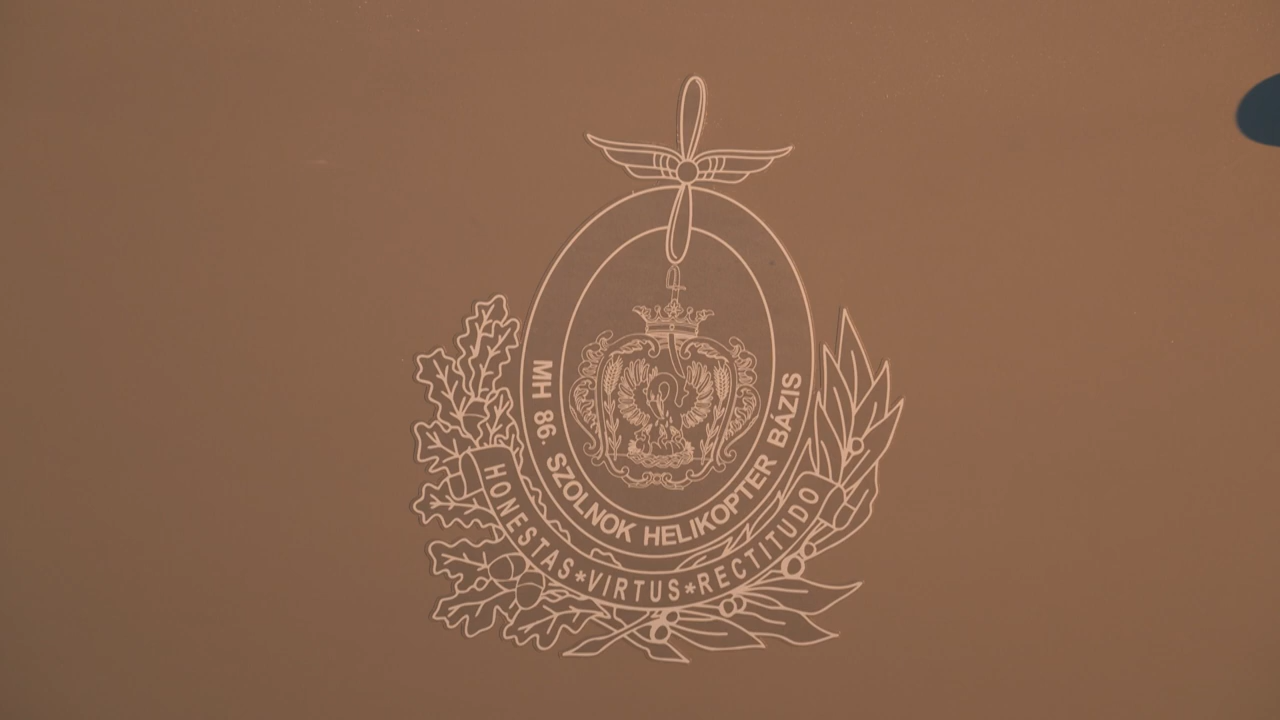 MH 86. SZOLNOK HELIKOPTER BÁZIS
HONESTAS*VIRTUS*RECTITUDO